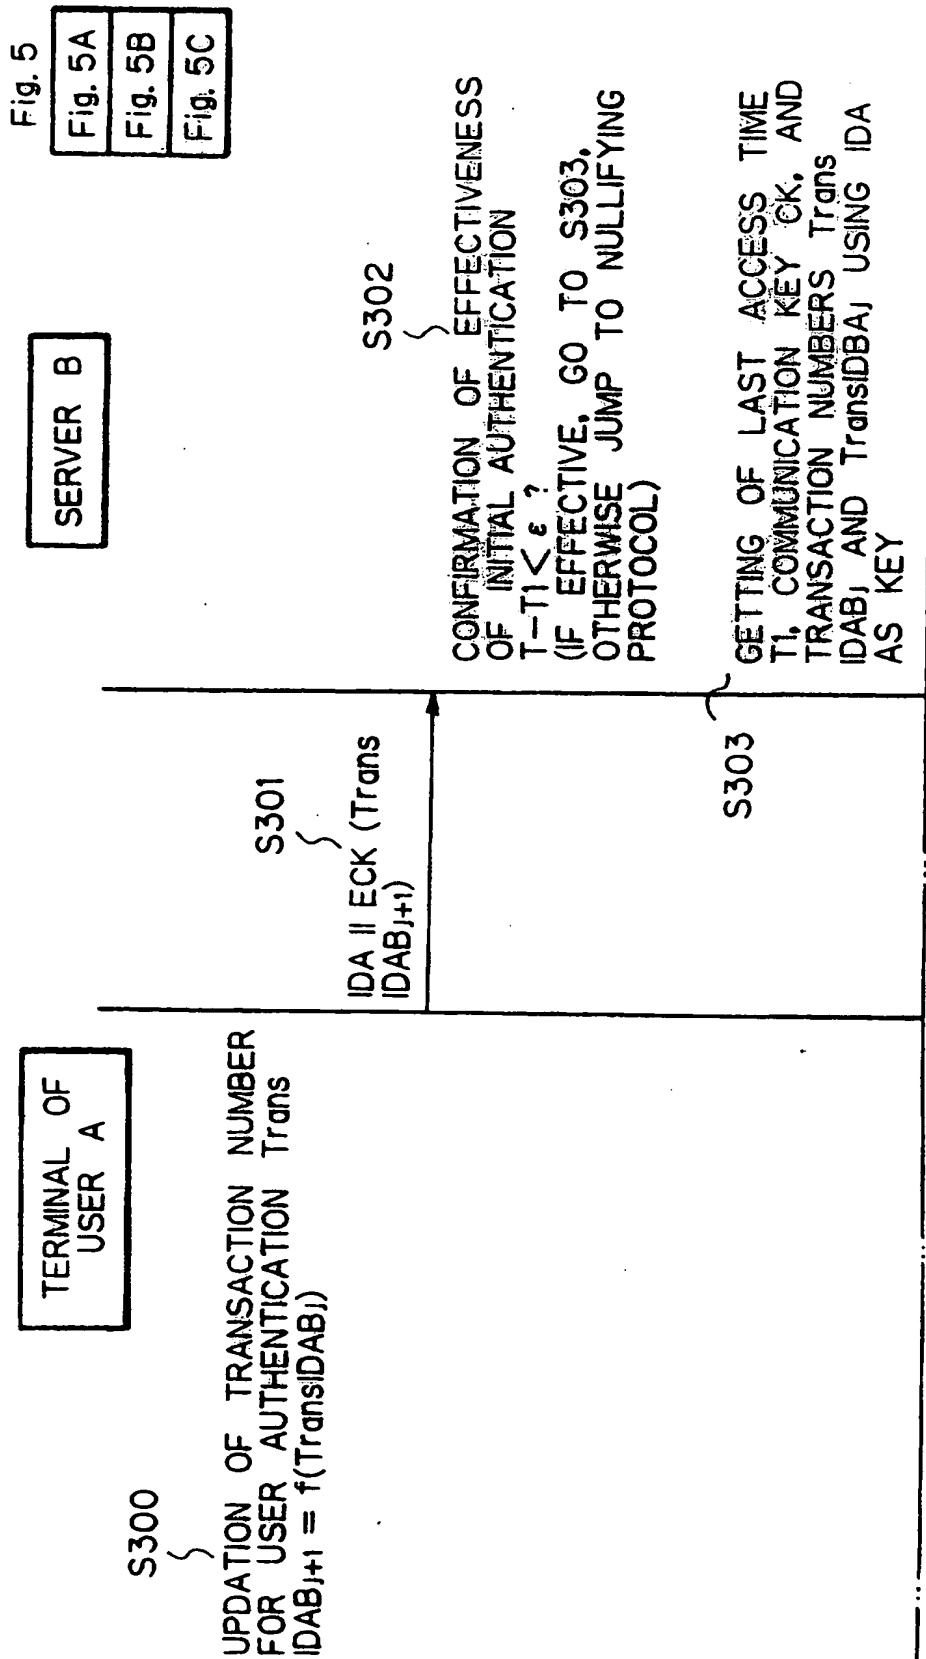 Fig. 5
Fig. 5A
Fig. 5B
Fig. 5C
TERMINAL OF
USER A
SERVER B
S300
UPDATION OF TRANSACTION NUMBER
FOR USER AUTHENTICATION Trans
IDABj+1 = f(TransIDABj)
S301
IDA II ECK (Trans
IDABj+1)
S302
CONFIRMATION OF EFFECTIVENESS
OF INITIAL AUTHENTICATION
T-T1 < ε ?
(IF EFFECTIVE, GO TO S303,
OTHERWISE JUMP TO NULLIFYING
PROTOCOL)
S303
GETTING OF LAST ACCESS TIME
T1, COMMUNICATION KEY CK, AND
TRANSACTION NUMBERS Trans
IDABj AND TransIDBAj USING IDA
AS KEY